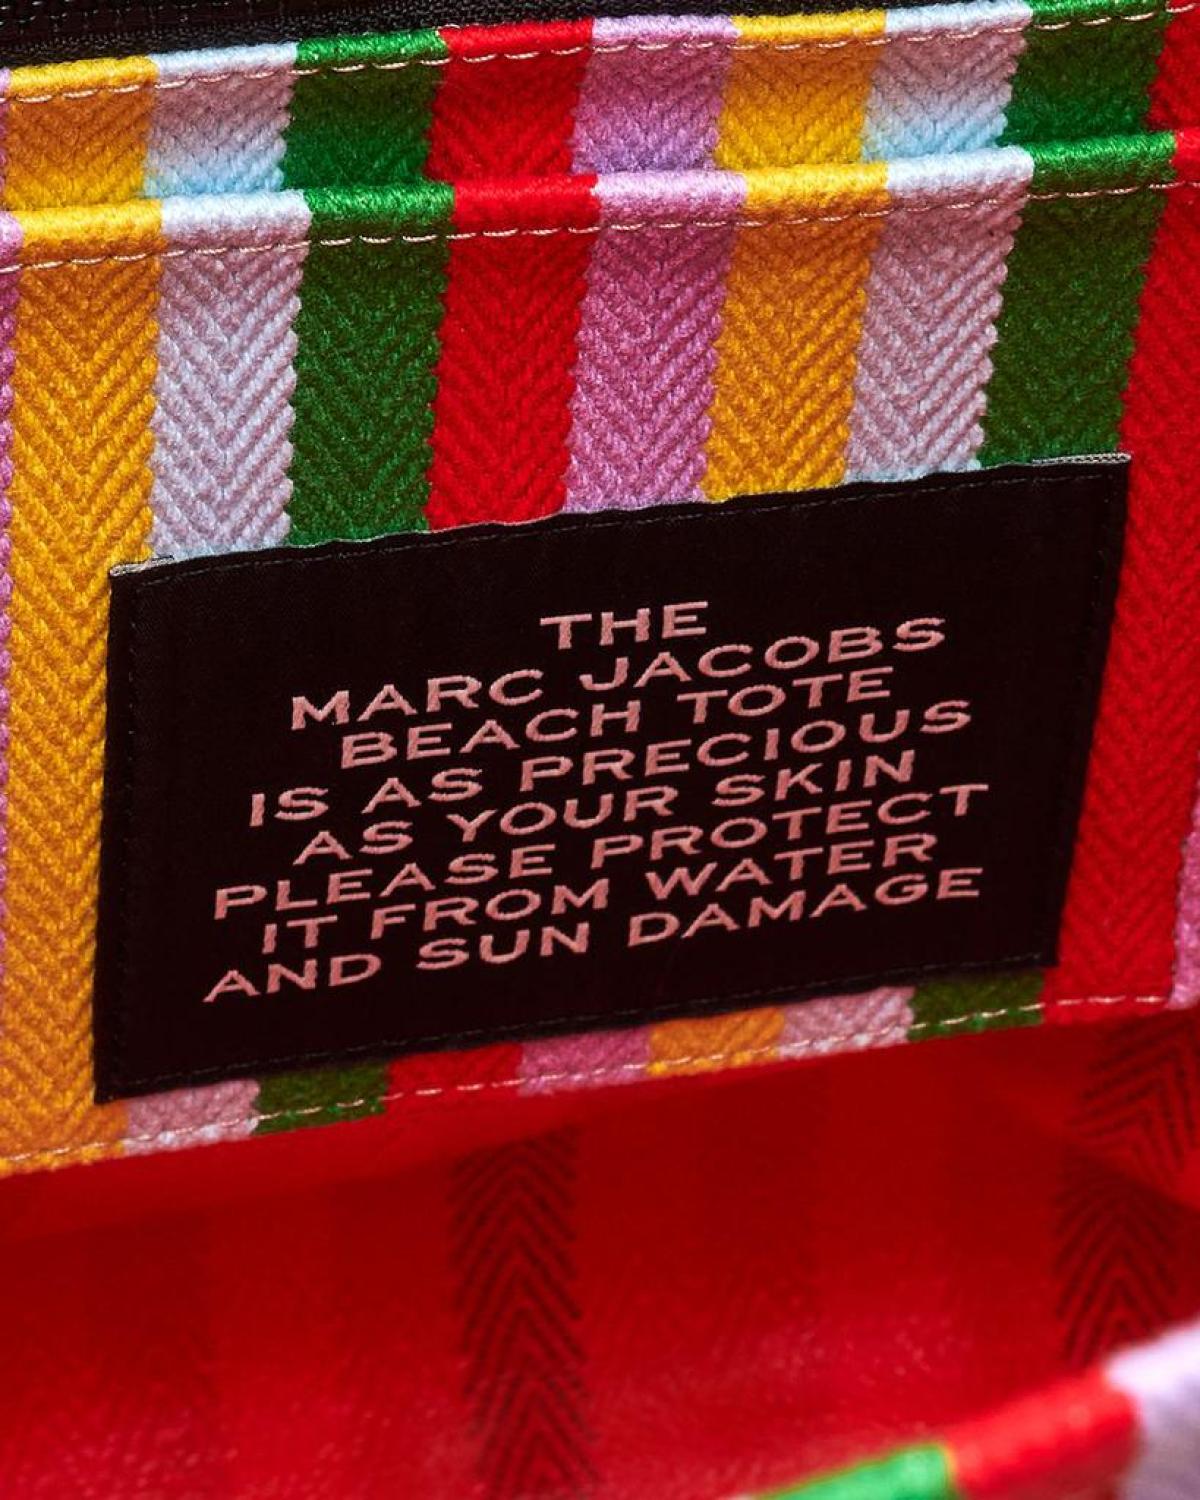 THE
MARC JACOBS
BEACH TOTE
IS AS PRECIOUS
AS YOUR SKIN
PLEASE PROTECT
IT FROM WATER
AND SUN DAMAGE